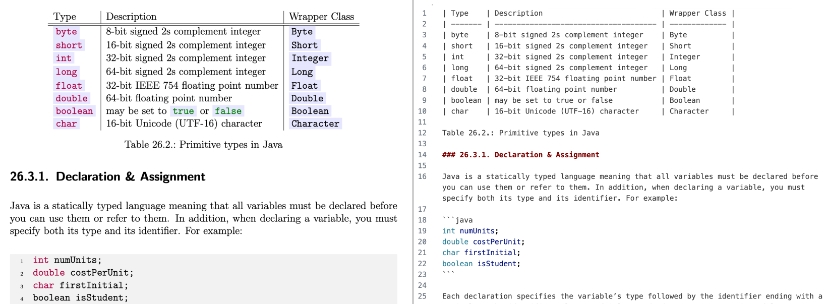 Type Description Wrapper Class
byte 8-bit signed 2s complement integer Byte
short 16-bit signed 2s complement integer Short
int 32-bit signed 2s complement integer Integer
long 64-bit signed 2s complement integer Long
float 32-bit IEEE 754 floating point number Float
double 64-bit floating point number Double
boolean may be set to true or false Boolean
char 16-bit Unicode (UTF-16) character Character
Table 26.2.: Primitive types in Java
26.3.1. Declaration & Assignment
Java is a statically typed language meaning that all variables must be declared before
you can use them or refer to them. In addition, when declaring a variable, you must
specify both its type and its identifier. For example:
1 int numUnits;
2 double costPerUnit;
3 char firstInitial;
4 boolean isStudent;
1 | Type | Description | Wrapper Class |
2 | ------- | -------------------------------------- | ------------- |
3 | byte | 8-bit signed 2s complement integer | Byte |
4 | short | 16-bit signed 2s complement integer | Short |
5 | int | 32-bit signed 2s complement integer | Integer |
6 | long | 64-bit signed 2s complement integer | Long |
7 | float | 32-bit IEEE 754 floating point number | Float |
8 | double | 64-bit floating point number | Double |
9 | boolean | may be set to true or false | Boolean |
10 | char | 16-bit Unicode (UTF-16) character | Character |
11
12 Table 26.2.: Primitive types in Java
13
14 ### 26.3.1. Declaration & Assignment
15
16 Java is a statically typed language meaning that all variables must be declared before
you can use them or refer to them. In addition, when declaring a variable, you must
specify both its type and its identifier. For example:
17
18 ```java
19 int numUnits;
20 double costPerUnit;
21 char firstInitial;
22 boolean isStudent;
23 ```
24
25 Each declaration specifies the variable's type followed by the identifier ending with a